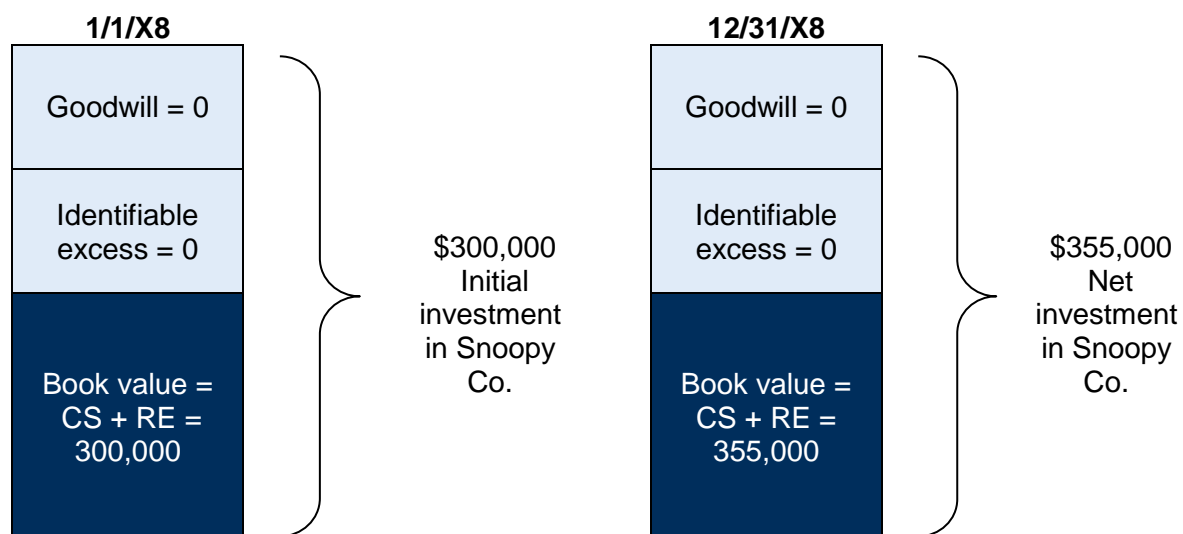 1/1/X8
Goodwill = 0
Identifiable
excess = 0
Book value =
CS + RE =
300,000
$300,000
Initial
investment
in Snoopy
Co.
12/31/X8
Goodwill = 0
Identifiable
excess = 0
Book value =
CS + RE =
355,000
$355,000
Net
investment
in Snoopy
Co.